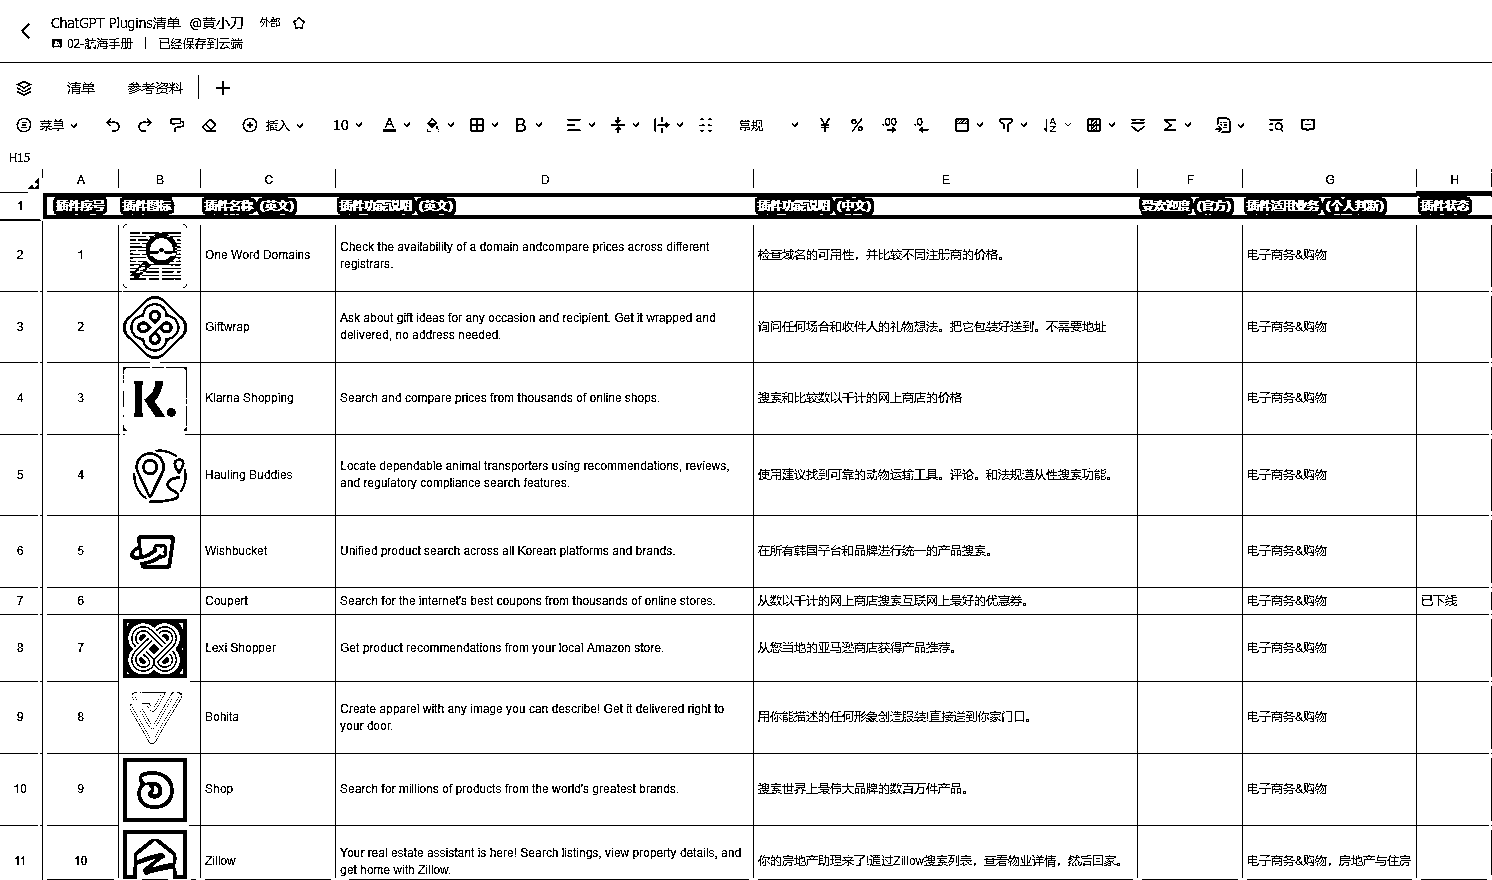 ChatGPT Plugins清单 @黄小刀 外部
02-航海手册 | 已经保存到云端
清单 参考资料
菜单 插入 10 A B 常规 ¥ % .00 .0
H15
A B C D E F G H
1 插件序号 插件图标 插件名称 (英文) 插件功能说明 (英文) 插件功能说明 (中文) 受欢迎度 (官方) 插件适用业务 (个人判断) 插件状态
2 1 One Word Domains Check the availability of a domain andcompare prices across different registrars. 检查域名的可用性，并比较不同注册商的价格。 电子商务&购物
3 2 Giftwrap Ask about gift ideas for any occasion and recipient. Get it wrapped and delivered, no address needed. 询问任何场合和收件人的礼物想法。把它包装好送到。不需要地址 电子商务&购物
4 3 K. Klarna Shopping Search and compare prices from thousands of online shops. 搜索和比较数以千计的网上商店的价格 电子商务&购物
5 4 Hauling Buddies Locate dependable animal transporters using recommendations, reviews, and regulatory compliance search features. 使用建议找到可靠的动物运输工具。评论。和法规遵从性搜索功能。 电子商务&购物
6 5 Wishbucket Unified product search across all Korean platforms and brands. 在所有韩国平台和品牌进行统一的产品搜索。 电子商务&购物
7 6 Coupert Search for the internet's best coupons from thousands of online stores. 从数以千计的网上商店搜索互联网上最好的优惠券。 电子商务&购物 已下线
8 7 Lexi Shopper Get product recommendations from your local Amazon store. 从您当地的亚马逊商店获得产品推荐。 电子商务&购物
9 8 Bohita Create apparel with any image you can describe! Get it delivered right to your door. 用你能描述的任何形象创造服装!直接送到你家门口。 电子商务&购物
10 9 Shop Search for millions of products from the world's greatest brands. 搜索世界上最伟大品牌的数百万件产品。 电子商务&购物
11 10 Zillow Your real estate assistant is here! Search listings, view property details, and get home with Zillow. 你的房地产助理来了!通过Zillow搜索列表，查看物业详情，然后回家。 电子商务&购物，房地产与住房